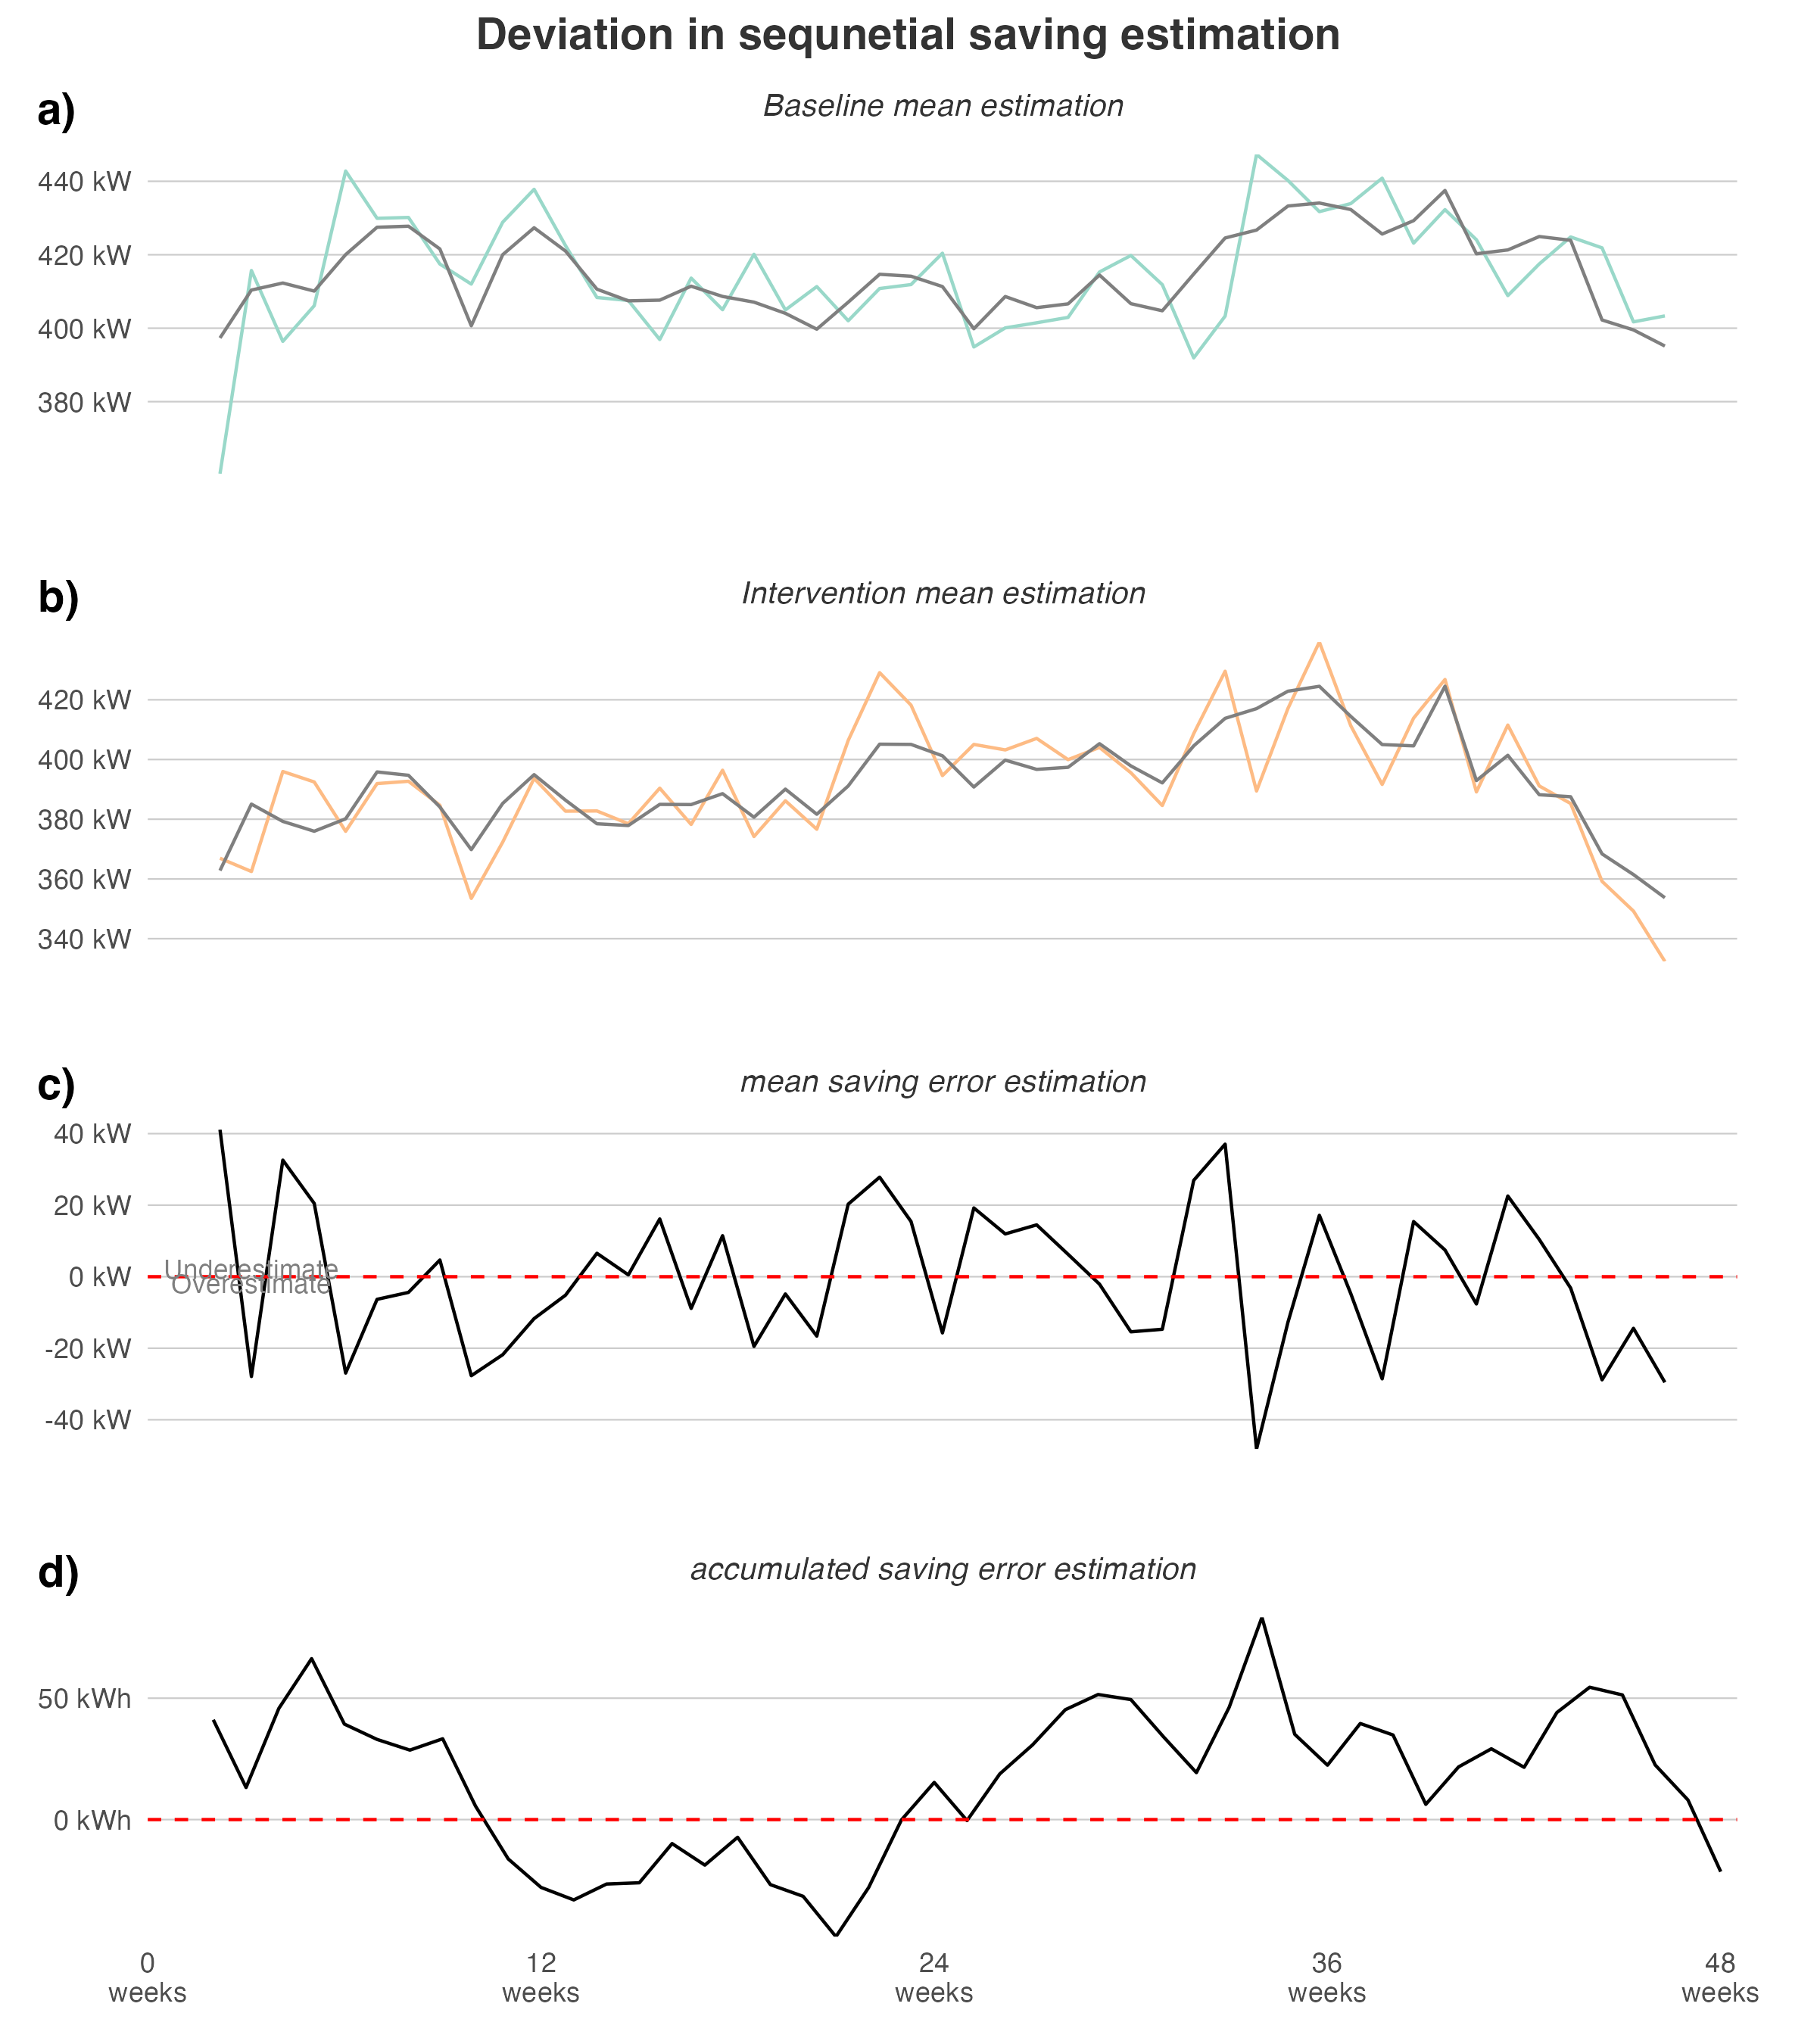 Deviation in sequnetial saving estimation
a)
Baseline mean estimation
440 kW
420 kW
400 kW
380 kW
b)
Intervention mean estimation
420 kW
400 kW
380 kW
360 kW
340 kW
c)
mean saving error estimation
40 kW
20 kW
Underestimate
0 kW
Overestimate
-20 kW
-40 kW
d)
accumulated saving error estimation
50 kWh
0 kWh
0 12 24 36 48
weeks weeks weeks weeks weeks